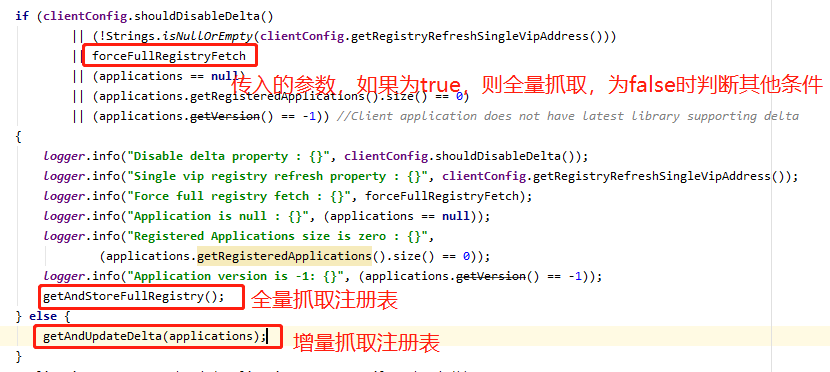 if (clientConfig.shouldDisableDelta()
|| (!Strings.isNullOrEmpty(clientConfig.getRegistryRefreshSingleVipAddress()))
|| forceFullRegistryFetch
传入的参数，如果为true，则全量抓取，为false时判断其他条件
|| (applications == null)
|| (applications.getRegisteredApplications().size() == 0)
|| (applications.getVersion() == -1)) //Client application does not have latest library supporting delta
{
logger.info("Disable delta property : {}", clientConfig.shouldDisableDelta());
logger.info("Single vip registry refresh property : {}", clientConfig.getRegistryRefreshSingleVipAddress());
logger.info("Force full registry fetch : {}", forceFullRegistryFetch);
logger.info("Application is null : {}", (applications == null));
logger.info("Registered Applications size is zero : {}",
(applications.getRegisteredApplications().size() == 0));
logger.info("Application version is -1: {}", (applications.getVersion() == -1));
getAndStoreFullRegistry(); 全量抓取注册表
} else {
getAndUpdateDelta(applications); 增量抓取注册表
}